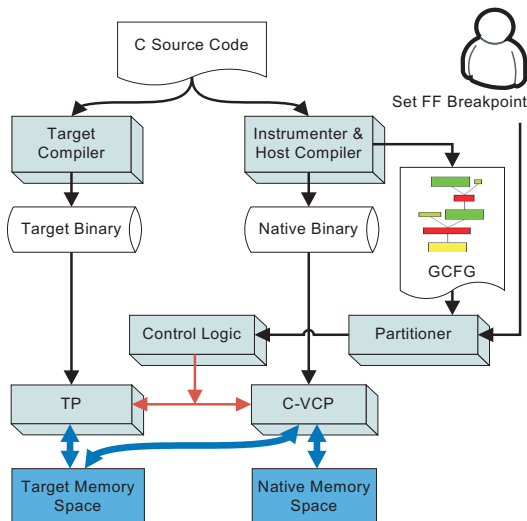 C Source Code
Set FF Breakpoint
Target
Compiler
Instrumenter &
Host Compiler
Target Binary
Native Binary
GCFG
Control Logic
Partitioner
TP
C-VCP
Target Memory
Space
Native Memory
Space